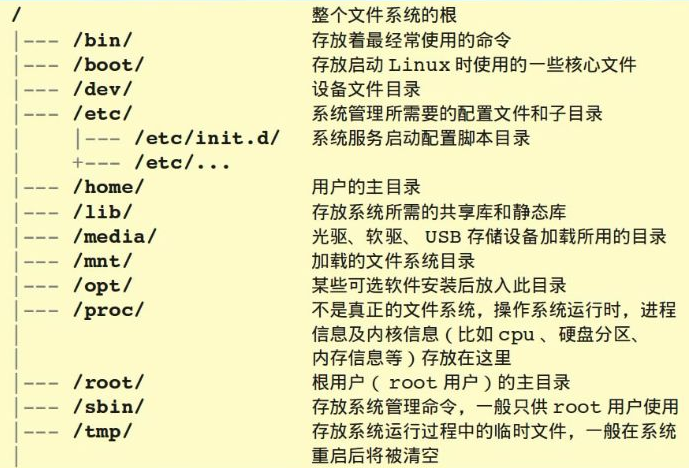 / 整个文件系统的根
|--- /bin/ 存放着最经常使用的命令
|--- /boot/ 存放启动 Linux 时使用的一些核心文件
|--- /dev/ 设备文件目录
|--- /etc/ 系统管理所需要的配置文件和子目录
| |--- /etc/init.d/ 系统服务启动配置脚本目录
| +--- /etc/...
|--- /home/ 用户的主目录
|--- /lib/ 存放系统所需的共享库和静态库
|--- /media/ 光驱、软驱、 USB 存储设备加载所用的目录
|--- /mnt/ 加载的文件系统目录
|--- /opt/ 某些可选软件安装后放入此目录
|--- /proc/ 不是真正的文件系统，操作系统运行时，进程
| 信息及内核信息 ( 比如 cpu 、硬盘分区、
| 内存信息等 ) 存放在这里
|--- /root/ 根用户 ( root 用户 ) 的主目录
|--- /sbin/ 存放系统管理命令，一般只供 root 用户使用
|--- /tmp/ 存放系统运行过程中的临时文件，一般在系统
| 重启后将被清空